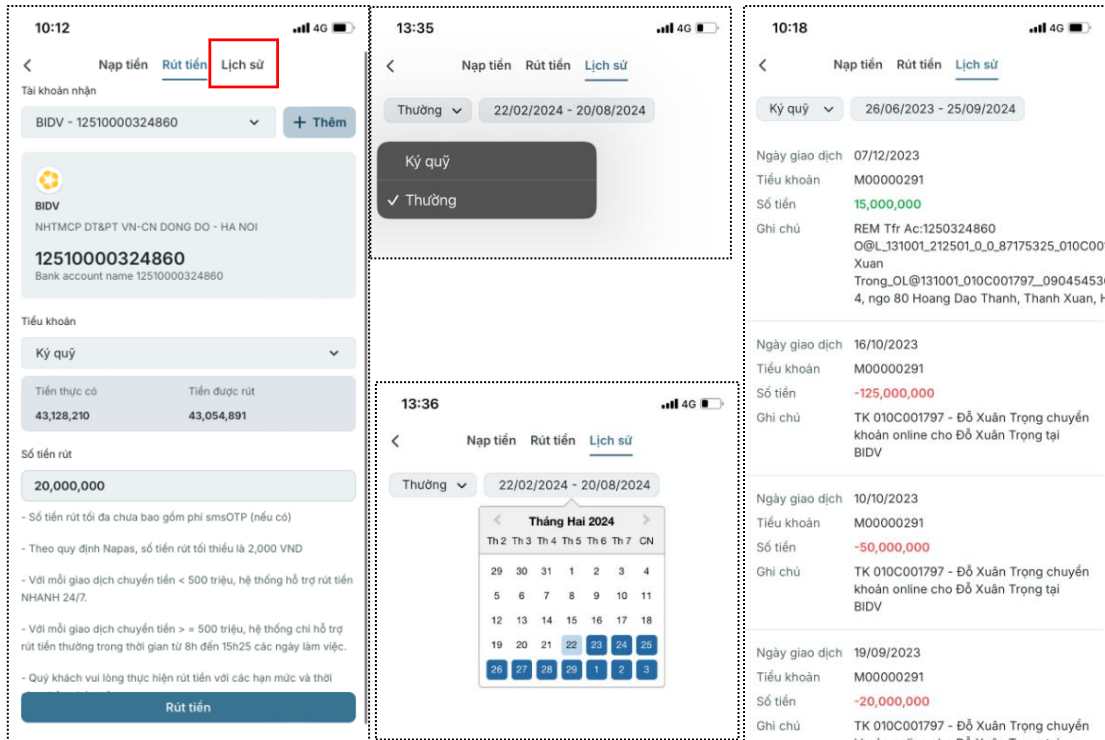 10:12
4G
Nạp tiền Rút tiền Lịch sử
Tài khoản nhận
BIDV - 12510000324860
+ Thêm
BIDV
NHTMCP DT&PT VN-CN DONG DO - HA NOI
12510000324860
Bank account name 12510000324860
Tiểu khoản
Ký quỹ
Tiền thực có Tiền được rút
43,128,210 43,054,891
Số tiền rút
20,000,000
- Số tiền rút tối đa chưa bao gồm phí smsOTP (nếu có)
- Theo quy định Napas, số tiền rút tối thiểu là 2,000 VND
- Với mỗi giao dịch chuyển tiền < 500 triệu, hệ thống hỗ trợ rút tiền
NHANH 24/7.
- Với mỗi giao dịch chuyển tiền > = 500 triệu, hệ thống chỉ hỗ trợ
rút tiền thường trong thời gian từ 8h đến 15h25 các ngày làm việc.
- Quý khách vui lòng thực hiện rút tiền với các hạn mức và thời
Rút tiền
13:35
4G
Nạp tiền Rút tiền Lịch sử
Thường 22/02/2024 - 20/08/2024
Ký quỹ
✓ Thường
13:36
4G
Nạp tiền Rút tiền Lịch sử
Thường 22/02/2024 - 20/08/2024
Tháng Hai 2024
Th 2 Th 3 Th 4 Th 5 Th 6 Th 7 CN
29 30 31 1 2 3 4
5 6 7 8 9 10 11
12 13 14 15 16 17 18
19 20 21 22 23 24 25
26 27 28 29 1 2 3
10:18
4G
Nạp tiền Rút tiền Lịch sử
Ký quỹ 26/06/2023 - 25/09/2024
Ngày giao dịch 07/12/2023
Tiểu khoản M00000291
Số tiền 15,000,000
Ghi chú REM Tfr Ac:1250324860
O@L_131001_212501_0_0_87175325_010C00
Xuan
Trong_OL@131001_010C001797__09045453
4, ngo 80 Hoang Dao Thanh, Thanh Xuan, H
Ngày giao dịch 16/10/2023
Tiểu khoản M00000291
Số tiền -125,000,000
Ghi chú TK 010C001797 - Đỗ Xuân Trọng chuyển
khoản online cho Đỗ Xuân Trọng tại
BIDV
Ngày giao dịch 10/10/2023
Tiểu khoản M00000291
Số tiền -50,000,000
Ghi chú TK 010C001797 - Đỗ Xuân Trọng chuyển
khoản online cho Đỗ Xuân Trọng tại
BIDV
Ngày giao dịch 19/09/2023
Tiểu khoản M00000291
Số tiền -20,000,000
Ghi chú TK 010C001797 - Đỗ Xuân Trọng chuyển